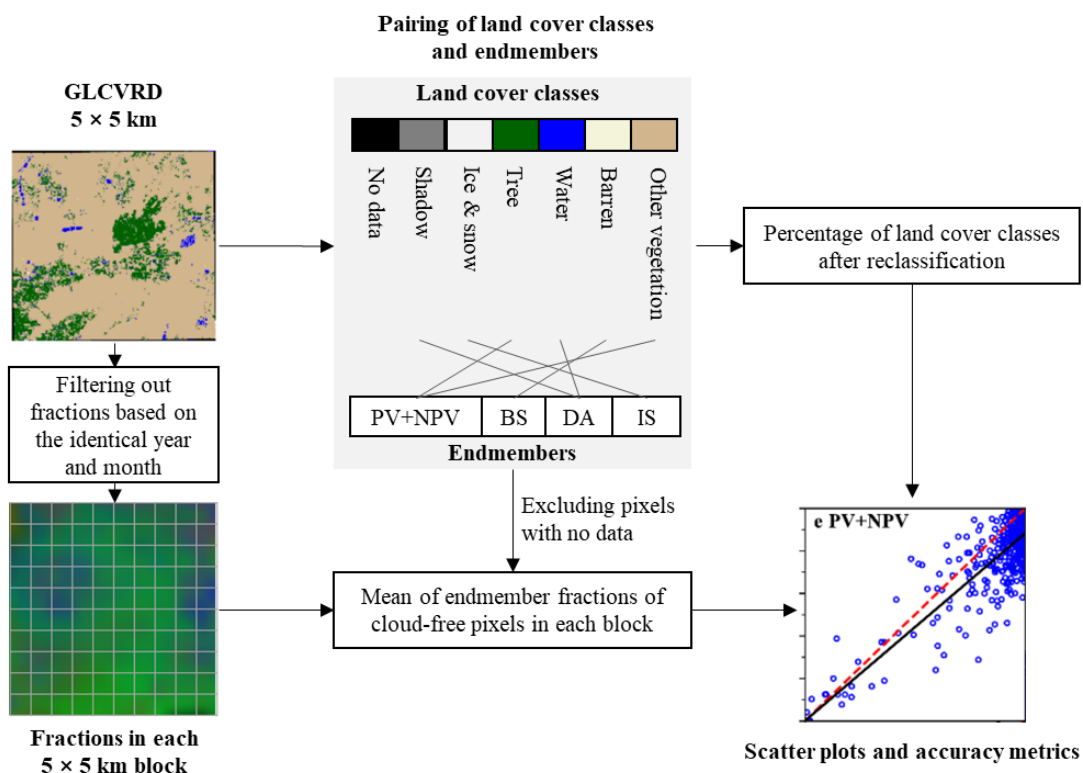 Pairing of land cover classes
and endmembers
GLCVRD
5 × 5 km
Land cover classes
No data
Shadow
Ice & snow
Tree
Water
Barren
Other vegetation
Percentage of land cover classes
after reclassification
Filtering out
fractions based on
the identical year
and month
PV+NPV
BS
DA
IS
Endmembers
Excluding pixels
with no data
Mean of endmember fractions of
cloud-free pixels in each block
e PV+NPV
Fractions in each
5 × 5 km block
Scatter plots and accuracy metrics